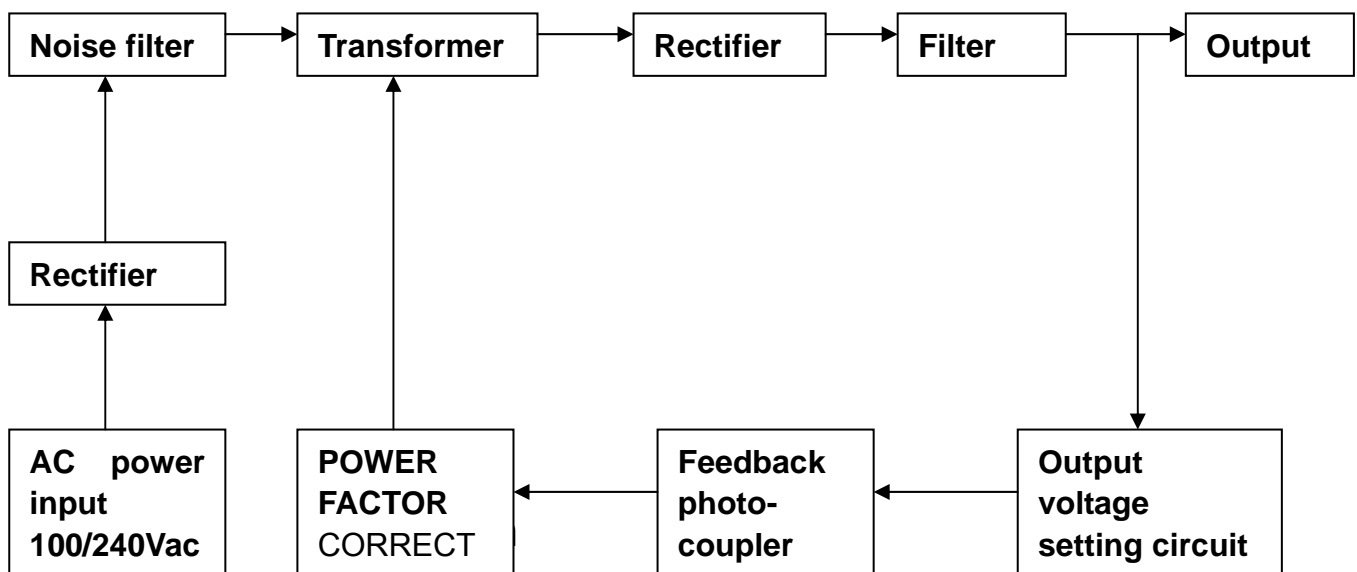 Noise filter
Transformer
Rectifier
Filter
Output
Rectifier
AC power
input
100/240Vac
POWER
FACTOR
CORRECT
Feedback
photo-
coupler
Output
voltage
setting circuit